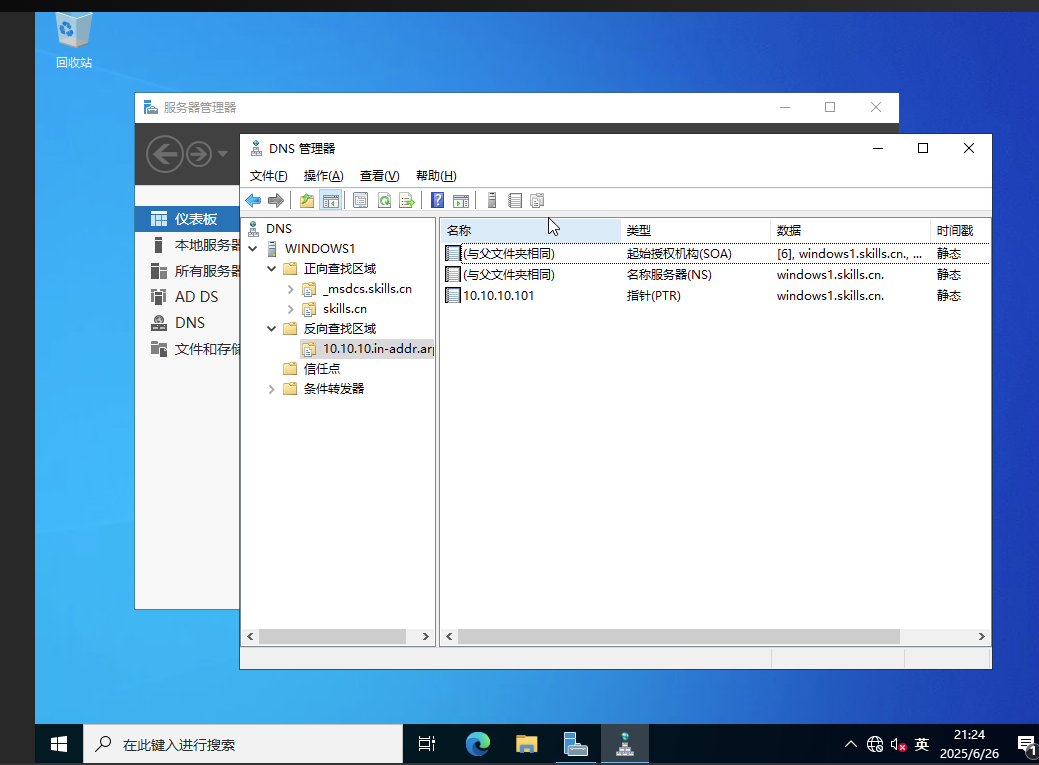 回收站
服务器管理器
DNS 管理器
文件(F) 操作(A) 查看(V) 帮助(H)
仪表板
本地服务器
所有服务器
AD DS
DNS
文件和存储
DNS
WINDOWS1
正向查找区域
_msdcs.skills.cn
skills.cn
反向查找区域
10.10.10.in-addr.arp
信任点
条件转发器
名称 类型 数据 时间戳
(与父文件夹相同) 起始授权机构(SOA) [6], windows1.skills.cn., ... 静态
(与父文件夹相同) 名称服务器(NS) windows1.skills.cn. 静态
10.10.10.101 指针(PTR) windows1.skills.cn. 静态
在此键入进行搜索
英
21:24
2025/6/26
1